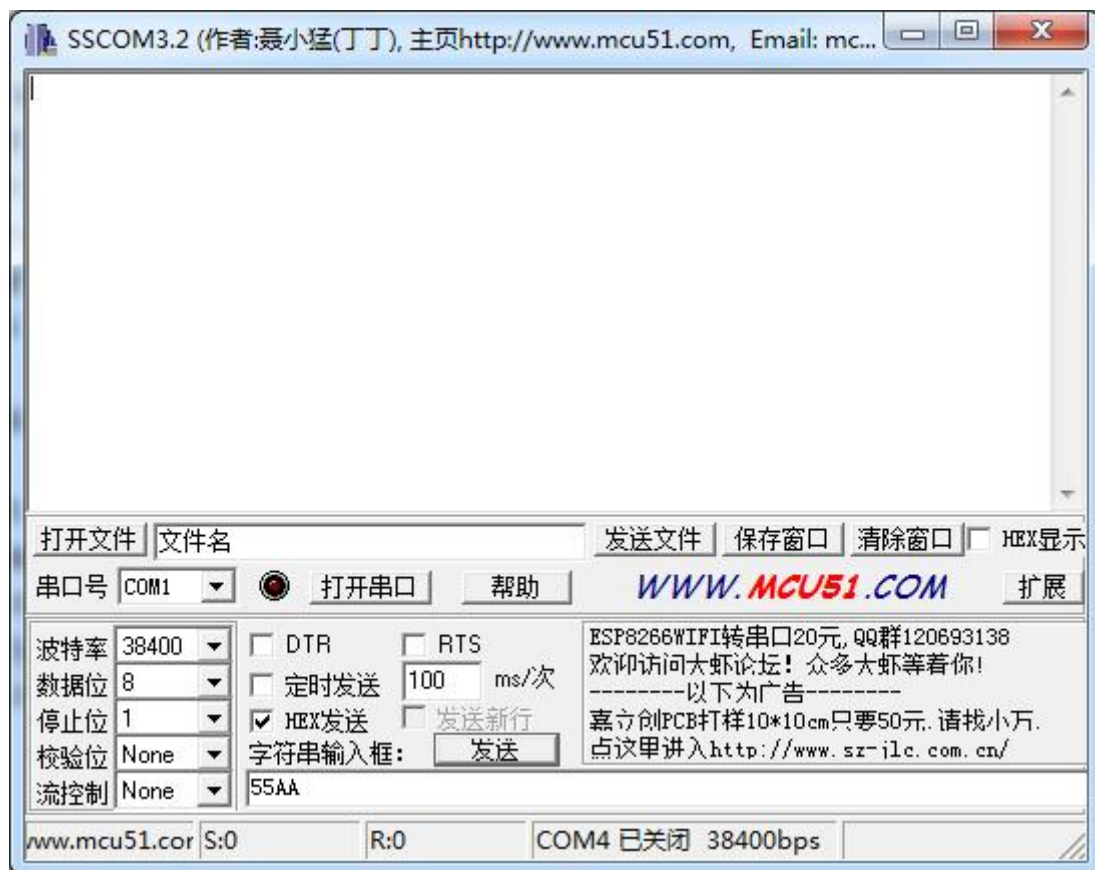 SSCOM3.2 (作者:聂小猛(丁丁), 主页http://www.mcu51.com, Email: mc...
打开文件 文件名 发送文件 保存窗口 清除窗口 HEX显示
串口号 COM1 打开串口 帮助 WWW.MCU51.COM 扩展
波特率 38400 DTR RTS
数据位 8 定时发送 100 ms/次
停止位 1 HEX发送 发送新行
校验位 None 字符串输入框: 发送
流控制 None 55AA
ESP8266WIFI转串口20元,QQ群120693138
欢迎访问大虾论坛! 众多大虾等着你!
--------以下为广告--------
嘉立创PCB打样10*10cm只要50元.请找小万.
点这里进入http://www.sz-jlc.com.cn/
www.mcu51.cor S:0 R:0 COM4 已关闭 38400bps